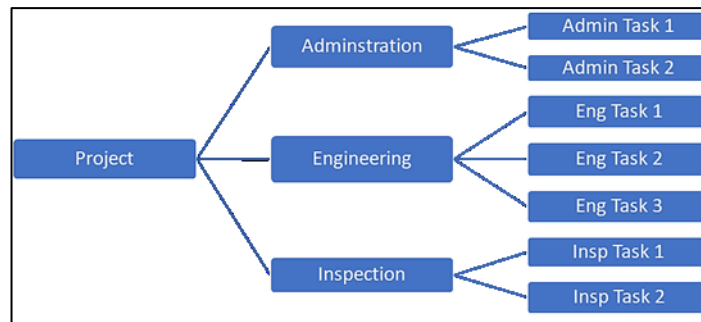 Project
Adminstration
Admin Task 1
Admin Task 2
Engineering
Eng Task 1
Eng Task 2
Eng Task 3
Inspection
Insp Task 1
Insp Task 2